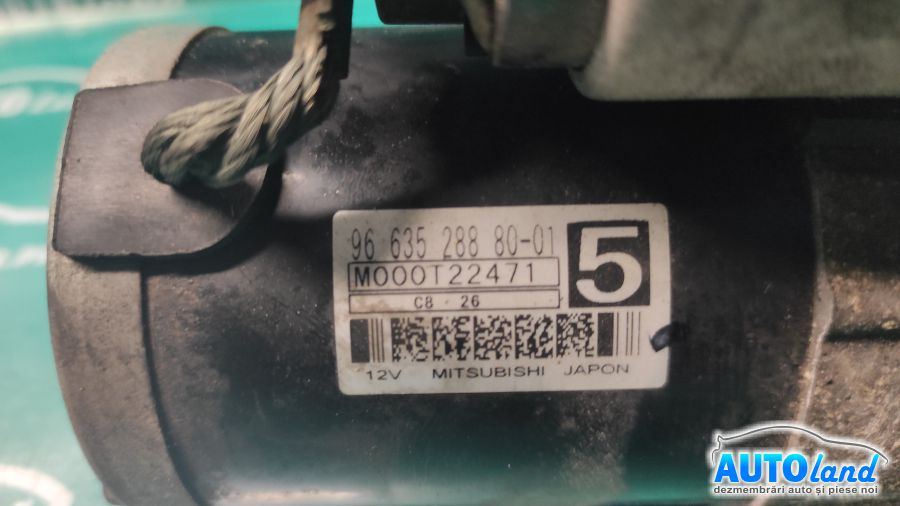 96 635 288 80-01
5
M000T22471
C8 - 26
12V MITSUBISHI JAPON
AUTOland
dezmembrări auto și piese noi